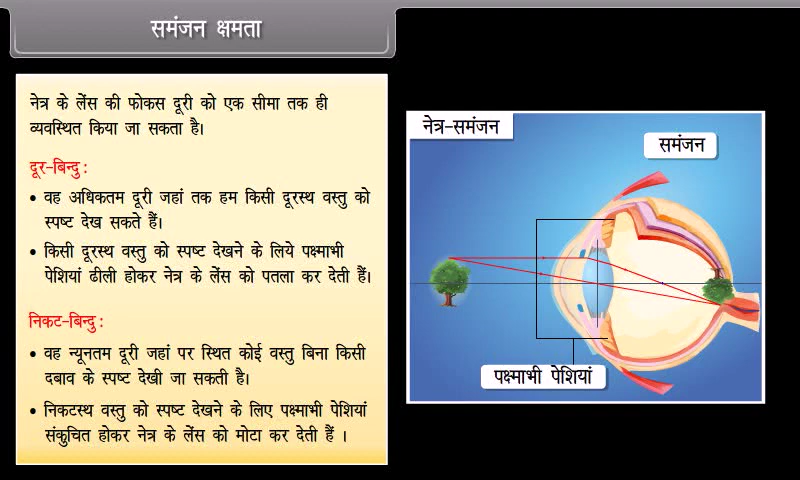 समंजन क्षमता
नेत्र के लेंस की फोकस दूरी को एक सीमा तक ही
व्यवस्थित किया जा सकता है।
दूर-बिन्दु :
• वह अधिकतम दूरी जहां तक हम किसी दूरस्थ वस्तु को
स्पष्ट देख सकते हैं।
• किसी दूरस्थ वस्तु को स्पष्ट देखने के लिये पक्ष्माभी
पेशियां ढीली होकर नेत्र के लेंस को पतला कर देती हैं।
निकट-बिन्दु :
• वह न्यूनतम दूरी जहां पर स्थित कोई वस्तु बिना किसी
दबाव के स्पष्ट देखी जा सकती है।
• निकटस्थ वस्तु को स्पष्ट देखने के लिए पक्ष्माभी पेशियां
संकुचित होकर नेत्र के लेंस को मोटा कर देती हैं ।
नेत्र-समंजन
समंजन
पक्ष्माभी पेशियां